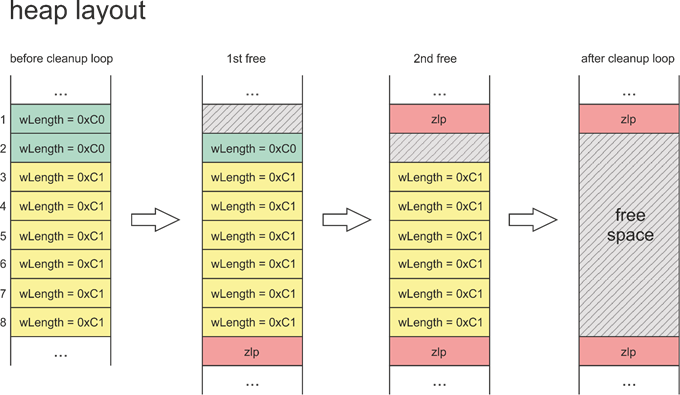 heap layout
before cleanup loop
1st free
2nd free
after cleanup loop
...
...
...
...
1 wLength = 0xC0
zlp
zlp
2 wLength = 0xC0
wLength = 0xC0
3 wLength = 0xC1
wLength = 0xC1
wLength = 0xC1
4 wLength = 0xC1
wLength = 0xC1
wLength = 0xC1
5 wLength = 0xC1
wLength = 0xC1
wLength = 0xC1
free
space
6 wLength = 0xC1
wLength = 0xC1
wLength = 0xC1
7 wLength = 0xC1
wLength = 0xC1
wLength = 0xC1
8 wLength = 0xC1
wLength = 0xC1
wLength = 0xC1
...
zlp
zlp
zlp
...
...
...